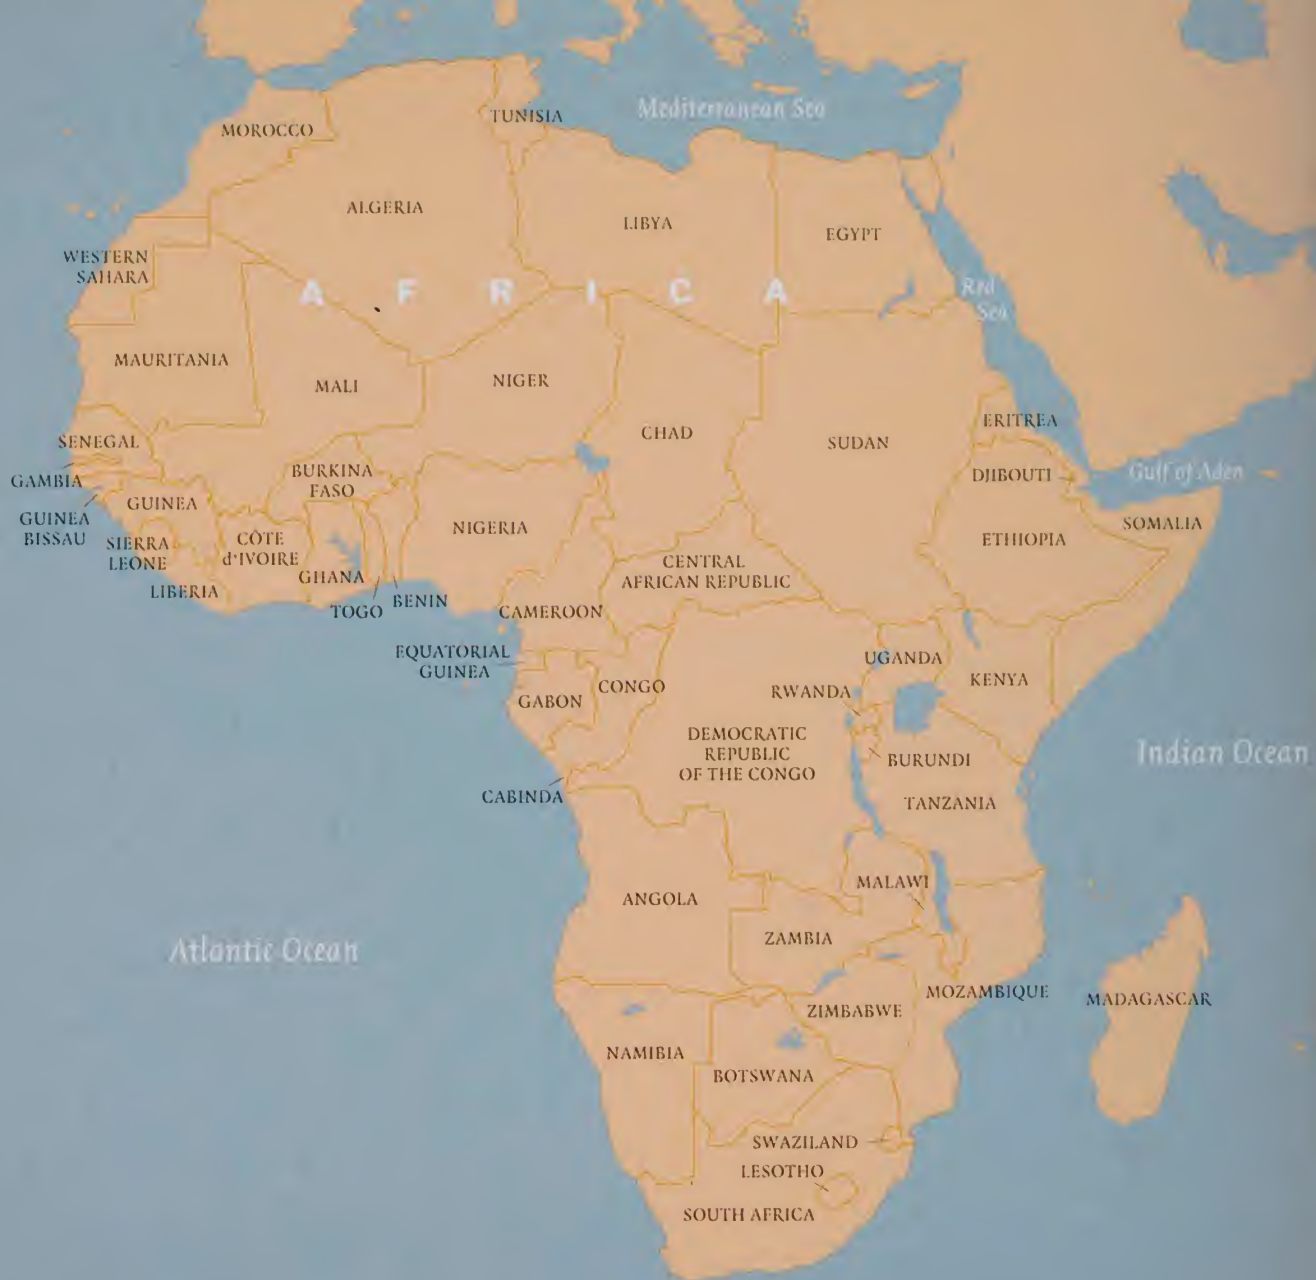 Mediterranean Sea
TUNISIA
MOROCCO
ALGERIA
LIBYA
EGYPT
WESTERN
SAHARA
AFRICA
Red
Sea
MAURITANIA
MALI
NIGER
CHAD
SUDAN
ERITREA
SENEGAL
GAMBIA
BURKINA
FASO
DJIBOUTI
Gulf of Aden
GUINEA
GUINEA
BISSAU
NIGERIA
SOMALIA
SIERRA
LEONE
CÔTE
d'IVOIRE
ETHIOPIA
GHANA
CENTRAL
AFRICAN REPUBLIC
LIBERIA
TOGO
BENIN
CAMEROON
EQUATORIAL
GUINEA
UGANDA
KENYA
CONGO
GABON
RWANDA
DEMOCRATIC
REPUBLIC
OF THE CONGO
BURUNDI
Indian Ocean
CABINDA
TANZANIA
ANGOLA
MALAWI
Atlantic Ocean
ZAMBIA
MOZAMBIQUE
MADAGASCAR
ZIMBABWE
NAMIBIA
BOTSWANA
SWAZILAND
LESOTHO
SOUTH AFRICA